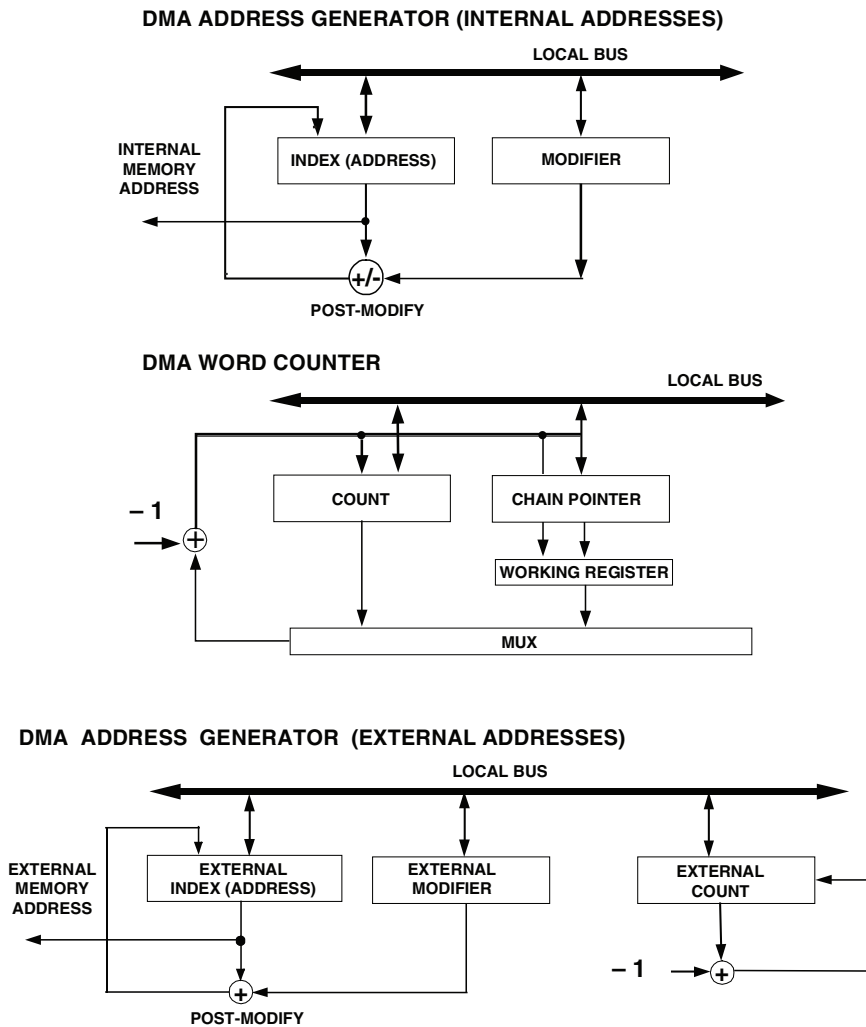 DMA ADDRESS GENERATOR (INTERNAL ADDRESSES)
LOCAL BUS
INTERNAL
MEMORY
ADDRESS
INDEX (ADDRESS)
MODIFIER
+/-
POST-MODIFY
DMA WORD COUNTER
LOCAL BUS
COUNT
CHAIN POINTER
– 1
+
WORKING REGISTER
MUX
DMA ADDRESS GENERATOR (EXTERNAL ADDRESSES)
LOCAL BUS
EXTERNAL
MEMORY
ADDRESS
EXTERNAL
INDEX (ADDRESS)
EXTERNAL
MODIFIER
EXTERNAL
COUNT
+
– 1
+
POST-MODIFY